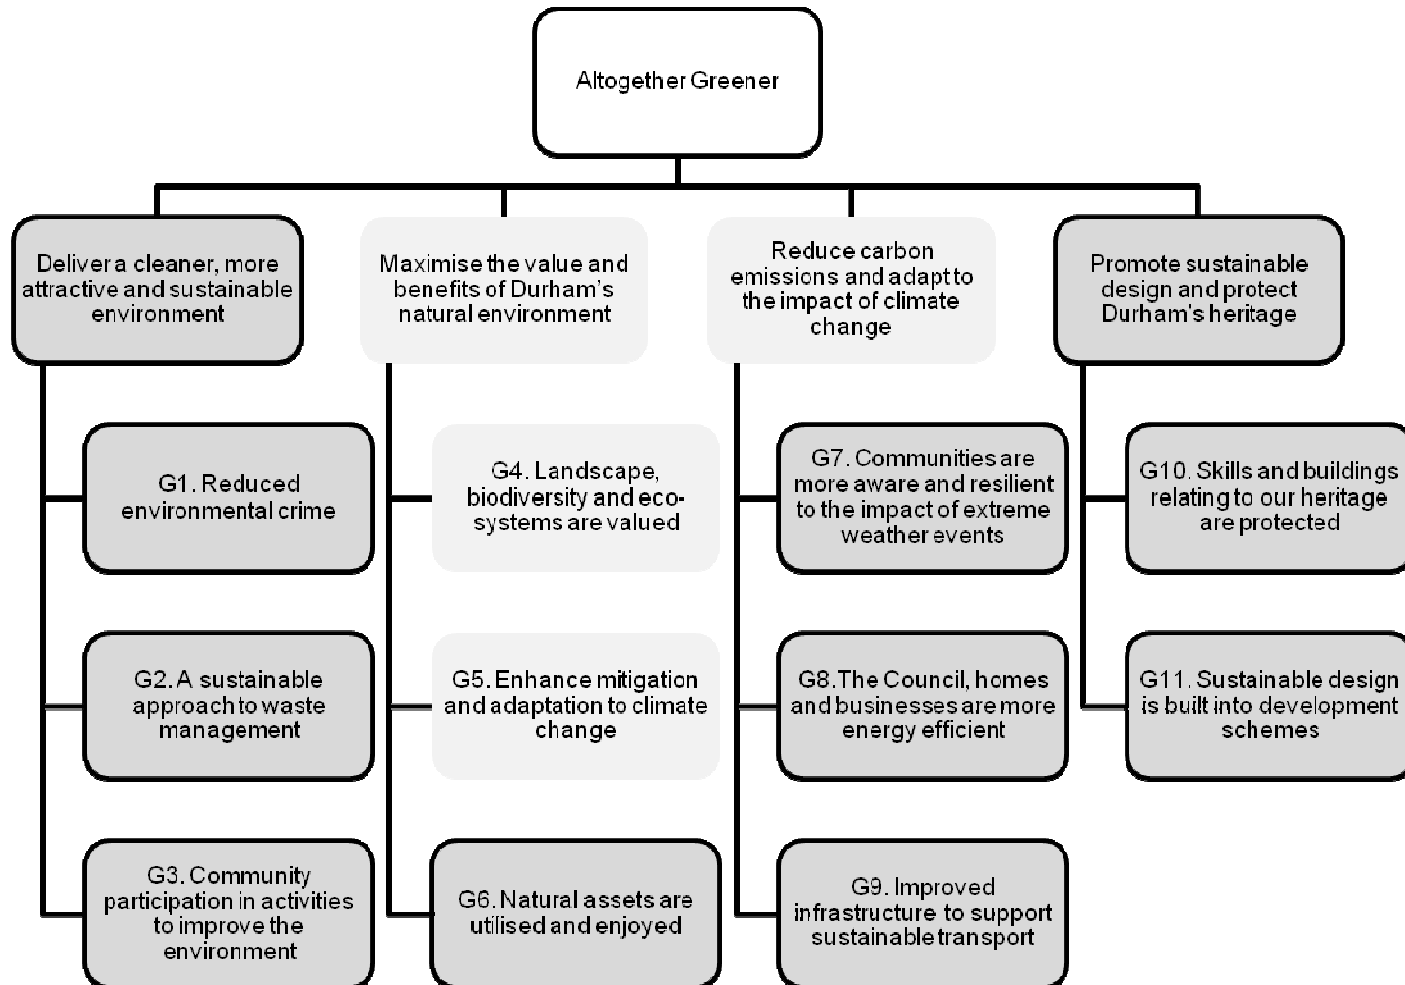 Altogether Greener
Deliver a cleaner, more
attractive and sustainable
environment
Maximise the value and
benefits of Durham's
natural environment
Reduce carbon
emissions and adapt to
the impact of climate
change
Promote sustainable
design and protect
Durham's heritage
G1. Reduced
environmental crime
G2. A sustainable
approach to waste
management
G3. Community
participation in activities
to improve the
environment
G4. Landscape,
biodiversity and eco-
systems are valued
G5. Enhance mitigation
and adaptation to climate
change
G6. Natural assets are
utilised and enjoyed
G7. Communities are
more aware and resilient
to the impact of extreme
weather events
G8. The Council, homes
and businesses are more
energy efficient
G9. Improved
infrastructure to support
sustainable transport
G10. Skills and buildings
relating to our heritage
are protected
G11. Sustainable design
is built into development
schemes